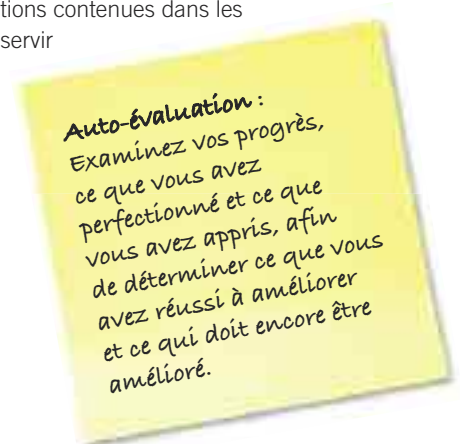 tions contenues dans les
servir
Auto-évaluation :
Examinez vos progrès,
ce que vous avez
perfectionné et ce que
vous avez appris, afin
de déterminer ce que vous
avez réussi à améliorer
et ce qui doit encore être
amélioré.